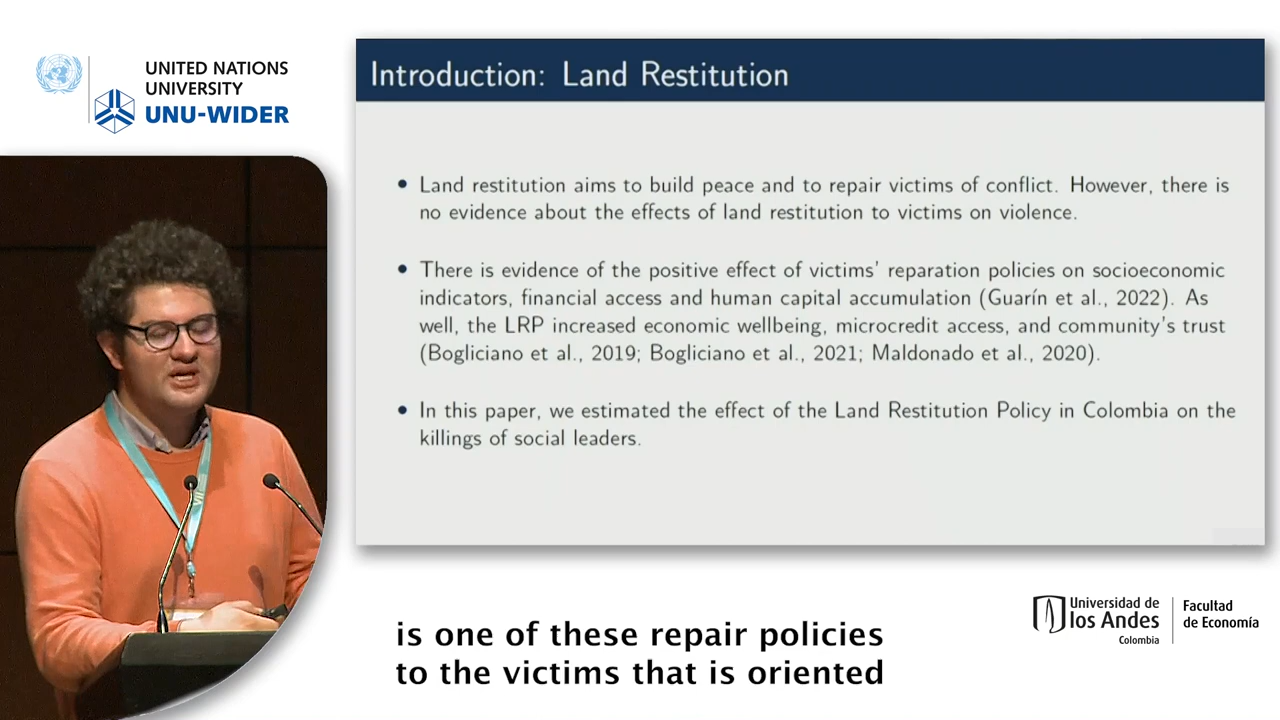 UNITED NATIONS
UNIVERSITY
UNU-WIDER
Introduction: Land Restitution
• Land restitution aims to build peace and to repair victims of conflict. However, there is
no evidence about the effects of land restitution to victims on violence.
• There is evidence of the positive effect of victims' reparation policies on socioeconomic
indicators, financial access and human capital accumulation (Guarín et al., 2022). As
well, the LRP increased economic wellbeing, microcredit access, and community's trust
(Bogliciano et al., 2019; Bogliciano et al., 2021; Maldonado et al., 2020).
• In this paper, we estimated the effect of the Land Restitution Policy in Colombia on the
killings of social leaders.
VII
is one of these repair policies
to the victims that is oriented
Universidad de
los Andes
Colombia
Facultad
de Economía